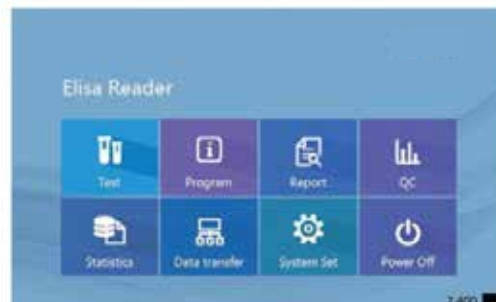 Elisa Reader
Test
Program
Report
QC
Statistics
Data transfer
System Set
Power Off